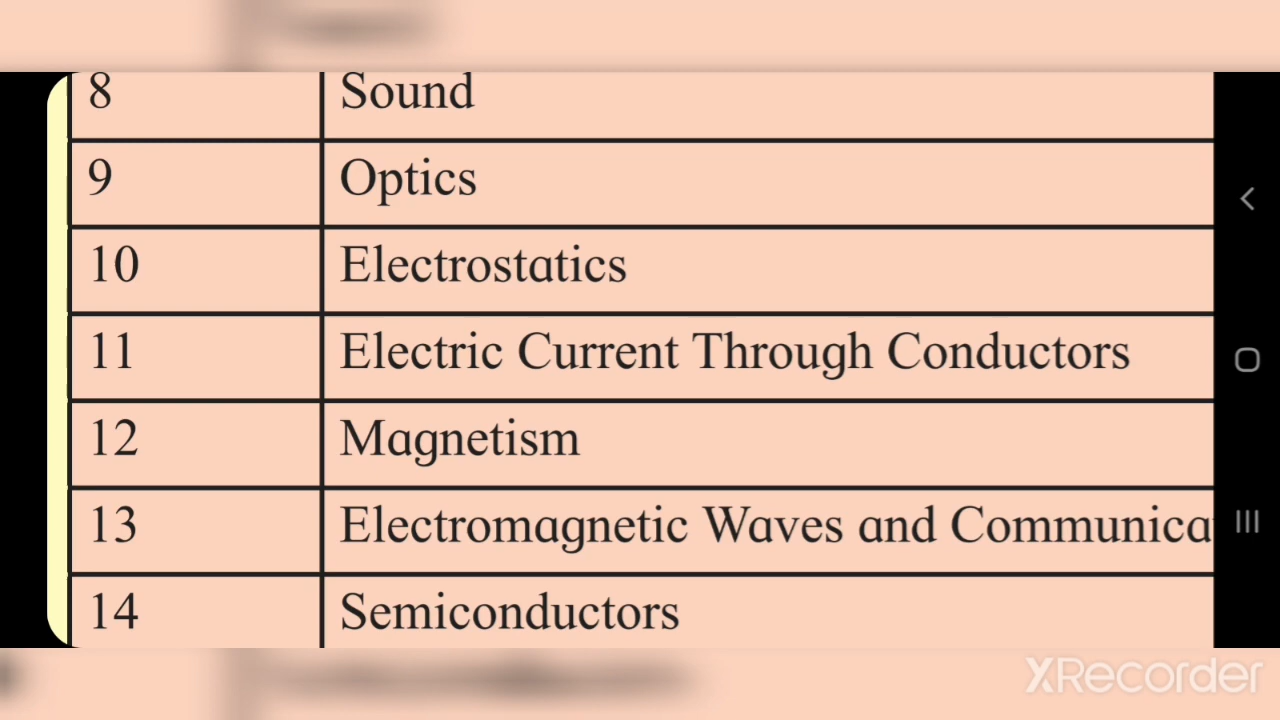 8 Sound
9 Optics
10 Electrostatics
11 Electric Current Through Conductors
12 Magnetism
13 Electromagnetic Waves and Communica
14 Semiconductors
XRecorder